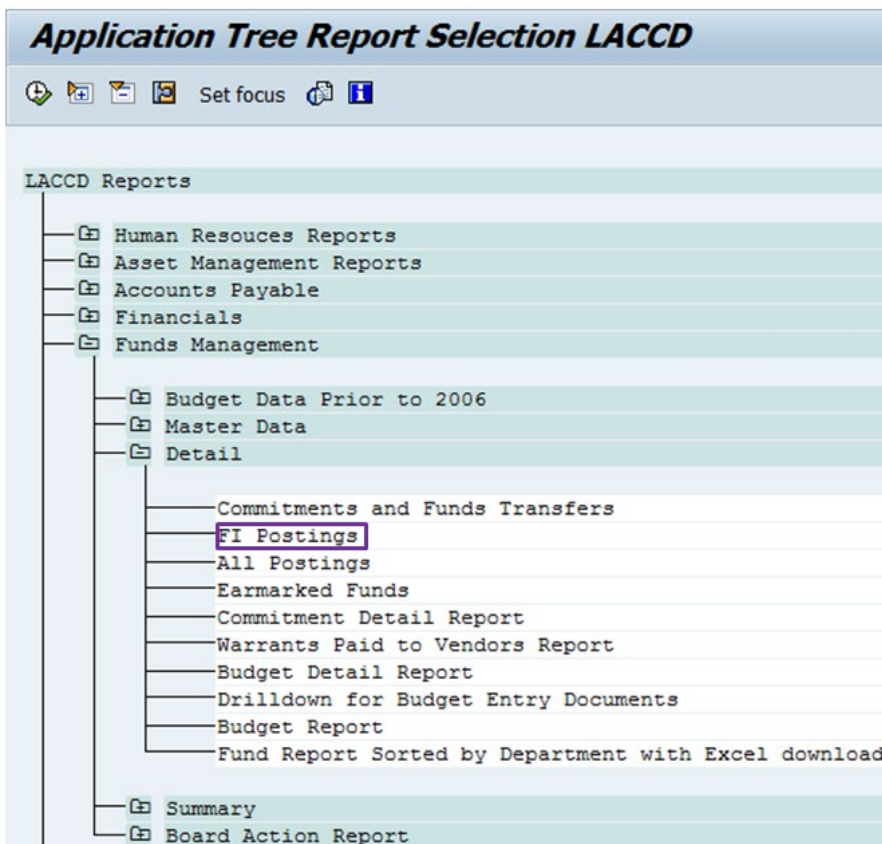 Application Tree Report Selection LACCD
Set focus
LACCD Reports
Human Resouces Reports
Asset Management Reports
Accounts Payable
Financials
Funds Management
Budget Data Prior to 2006
Master Data
Detail
Commitments and Funds Transfers
FI Postings
All Postings
Earmarked Funds
Commitment Detail Report
Warrants Paid to Vendors Report
Budget Detail Report
Drilldown for Budget Entry Documents
Budget Report
Fund Report Sorted by Department with Excel download
Summary
Board Action Report